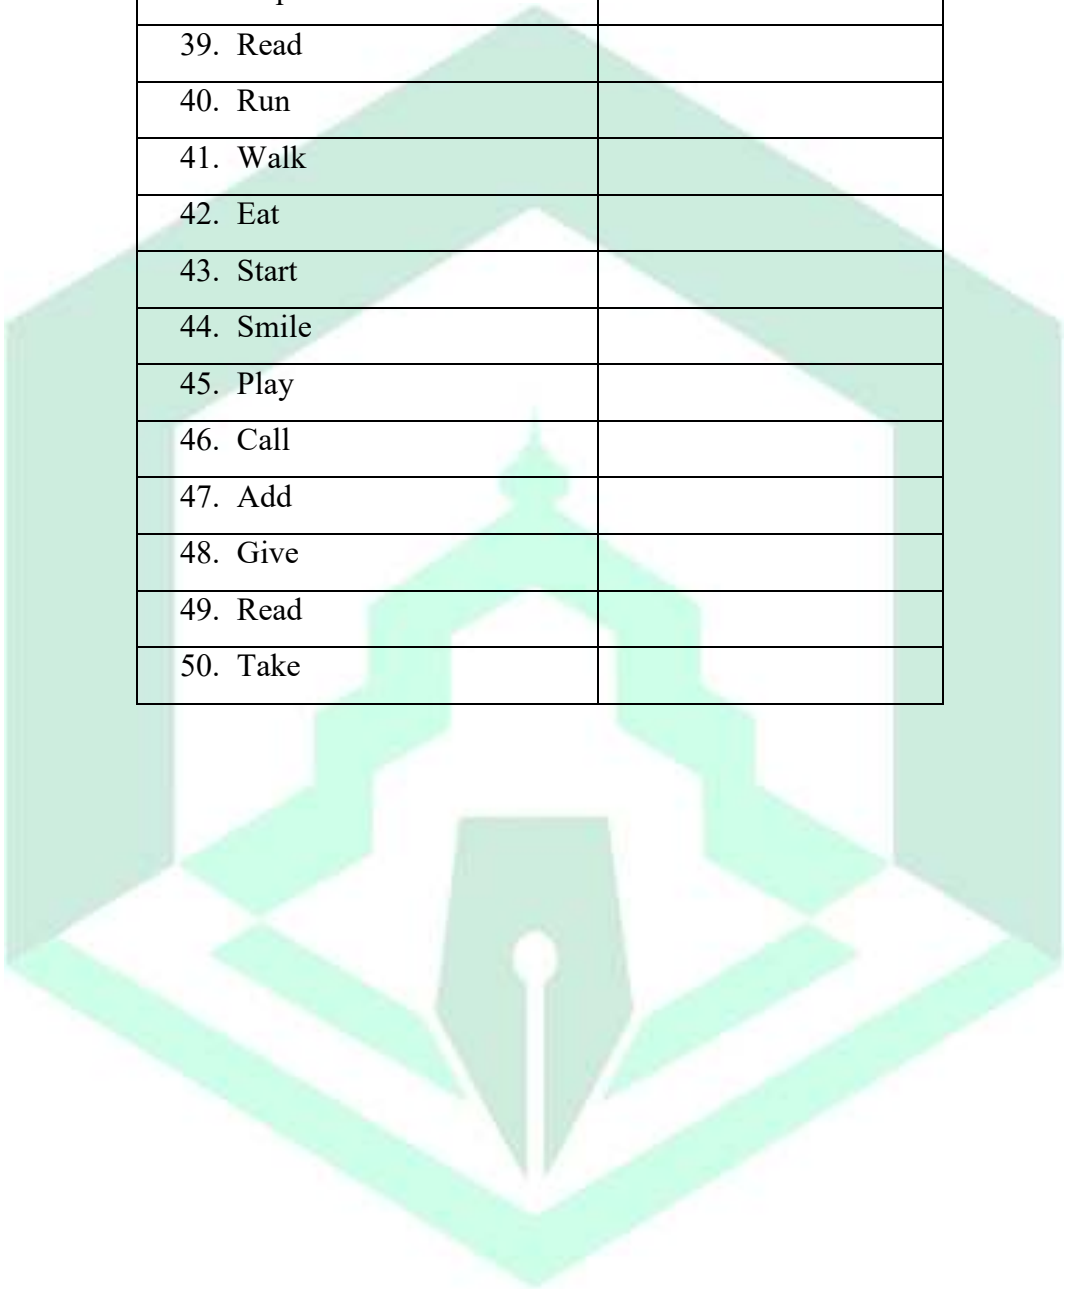 39. Read
40. Run
41. Walk
42. Eat
43. Start
44. Smile
45. Play
46. Call
47. Add
48. Give
49. Read
50. Take